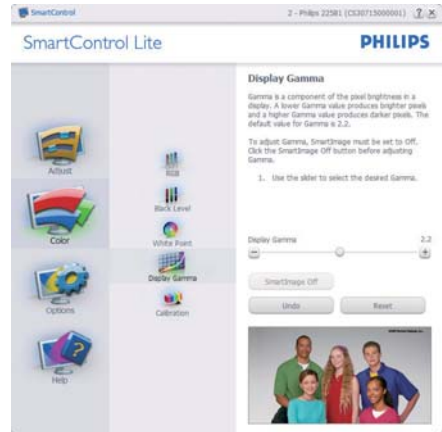 SmartControl
2 - Philips 225B1 (CS30715000001)
SmartControl Lite
PHILIPS
Adjust
Color
Options
Help
RGB
Black Level
White Point
Display Gamma
Calibration
Display Gamma
Gamma is a component of the pixel brightness in a
display. A lower Gamma value produces brighter pixels
and a higher Gamma value produces darker pixels. The
default value for Gamma is 2.2.
To adjust Gamma, SmartImage must be set to Off.
Click the SmartImage Off button before adjusting
Gamma.
1. Use the slider to select the desired Gamma.
Display Gamma 2.2
SmartImage Off
Undo Reset